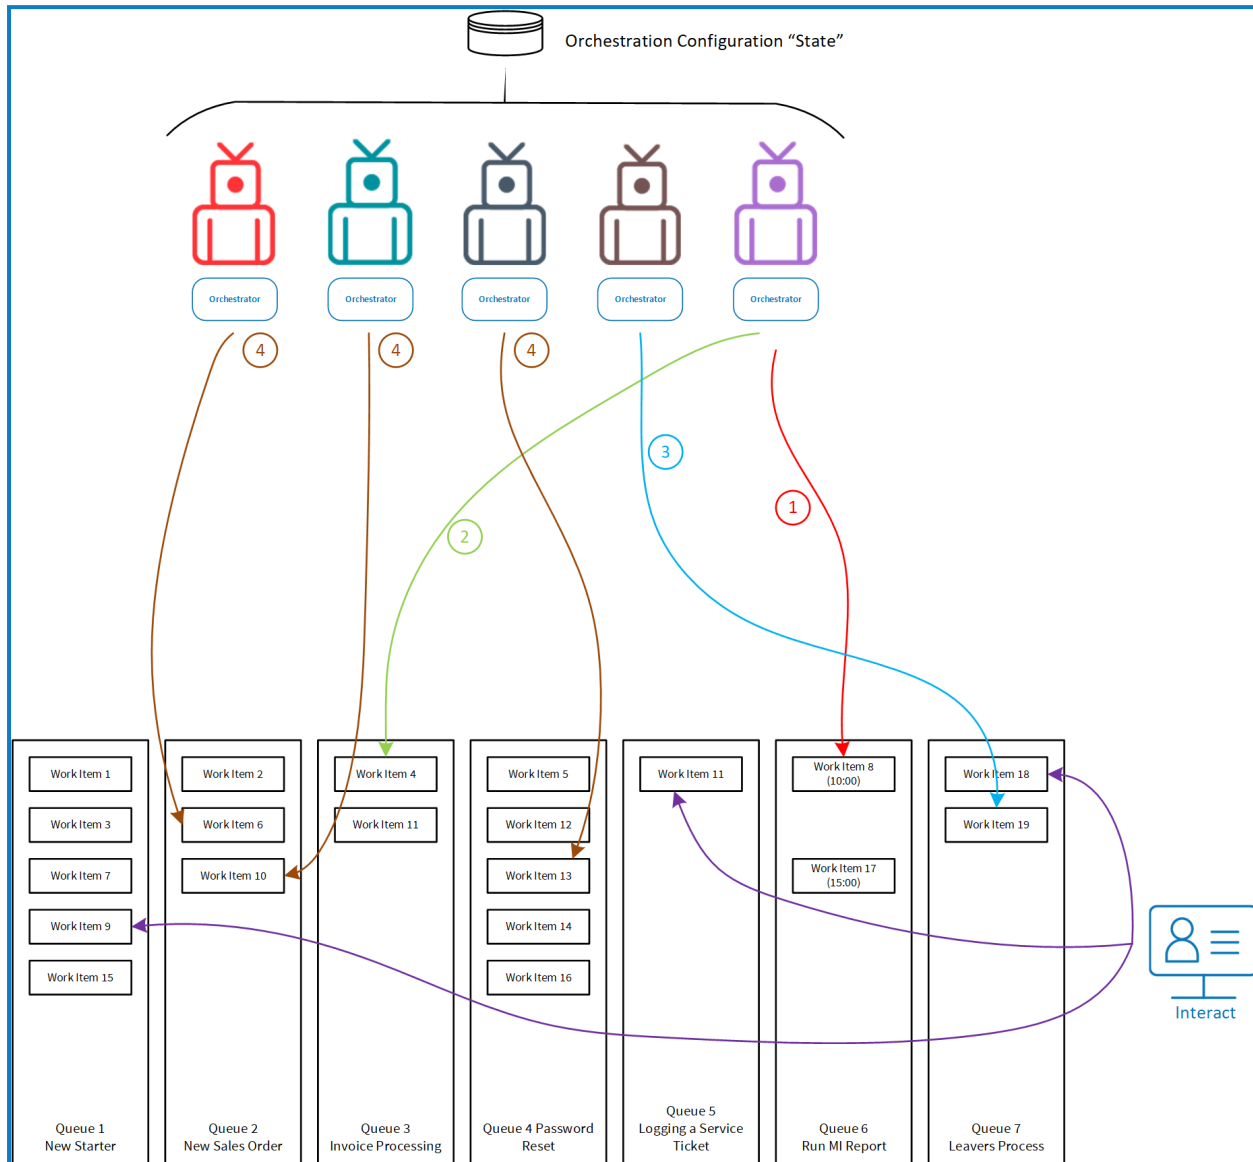 Orchestration Configuration “State”
Orchestrator
Orchestrator
Orchestrator
Orchestrator
Orchestrator
4
4
4
3
1
2
Work Item 1
Work Item 3
Work Item 7
Work Item 9
Work Item 15
Queue 1
New Starter
Work Item 2
Work Item 6
Work Item 10
Queue 2
New Sales Order
Work Item 4
Work Item 11
Queue 3
Invoice Processing
Work Item 5
Work Item 12
Work Item 13
Work Item 14
Work Item 16
Queue 4 Password
Reset
Work Item 11
Queue 5
Logging a Service
Ticket
Work Item 8
(10:00)
Work Item 17
(15:00)
Queue 6
Run MI Report
Work Item 18
Work Item 19
Queue 7
Leavers Process
Interact